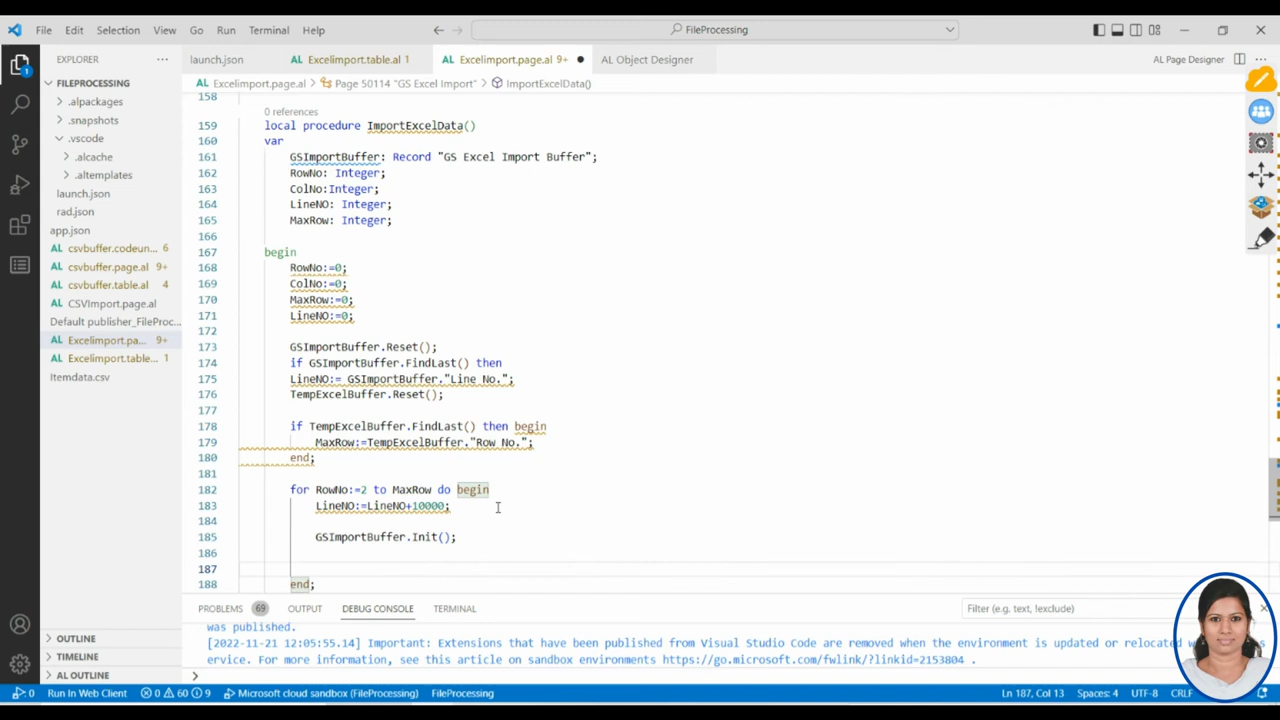 File Edit Selection View Go Run Terminal Help
FileProcessing
EXPLORER
launch.json
AL Excelimport.table.al 1
AL Excelimport.page.al 9+
AL Object Designer
AL Page Designer
FILEPROCESSING
AL Excelimport.page.al > Page 50114 "GS Excel Import" > ImportExcelData()
.alpackages
.snapshots
.vscode
.alcache
.altemplates
launch.json
rad.json
app.json
AL csvbuffer.codeun... 6
AL csvbuffer.page.al 9+
AL csvbuffer.table.al 4
AL CSVImport.page.al
Default publisher_FileProc...
AL Excelimport.pa... 9+
AL Excelimport.table... 1
Itemdata.csv
OUTLINE
TIMELINE
AL OUTLINE
158
0 references
159 local procedure ImportExcelData()
160 var
161 GSImportBuffer: Record "GS Excel Import Buffer";
162 RowNo: Integer;
163 ColNo:Integer;
164 LineNO: Integer;
165 MaxRow: Integer;
166
167 begin
168 RowNo:=0;
169 ColNo:=0;
170 MaxRow:=0;
171 LineNO:=0;
172
173 GSImportBuffer.Reset();
174 if GSImportBuffer.FindLast() then
175 LineNO:= GSImportBuffer."Line No.";
176 TempExcelBuffer.Reset();
177
178 if TempExcelBuffer.FindLast() then begin
179 MaxRow:=TempExcelBuffer."Row No.";
180 end;
181
182 for RowNo:=2 to MaxRow do begin
183 LineNO:=LineNO+10000;
184
185 GSImportBuffer.Init();
186
187
188 end;
PROBLEMS 69 OUTPUT DEBUG CONSOLE TERMINAL
Filter (e.g. text, !exclude)
was published.
[2022-11-21 12:05:55.14] Important: Extensions that have been published from Visual Studio Code are removed when the environment is updated or relocated
ervice. For more information, see this article on sandbox environments https://go.microsoft.com/fwlink/?linkid=2153804 .
0 Run In Web Client 0 60 9 Microsoft cloud sandbox (FileProcessing) FileProcessing Ln 187, Col 13 Spaces: 4 UTF-8 CRLF